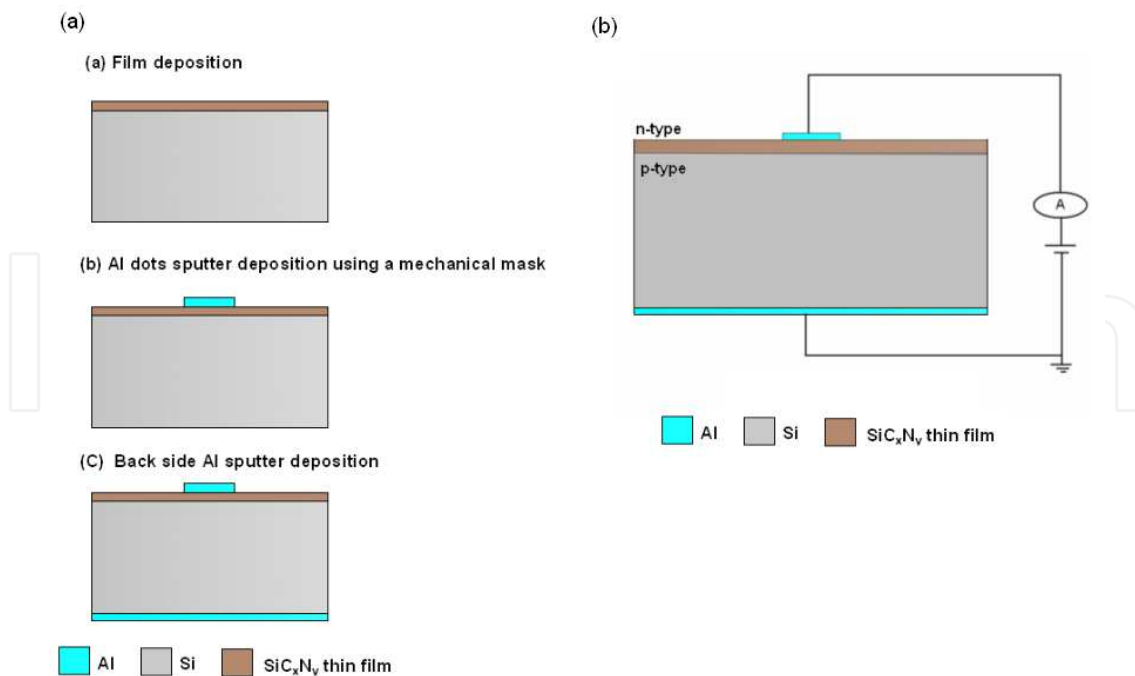 (a)
(a) Film deposition
(b) Al dots sputter deposition using a mechanical mask
(C) Back side Al sputter deposition
Al Si SiCxNy thin film
(b)
n-type
p-type
A
Al Si SiCxNy thin film